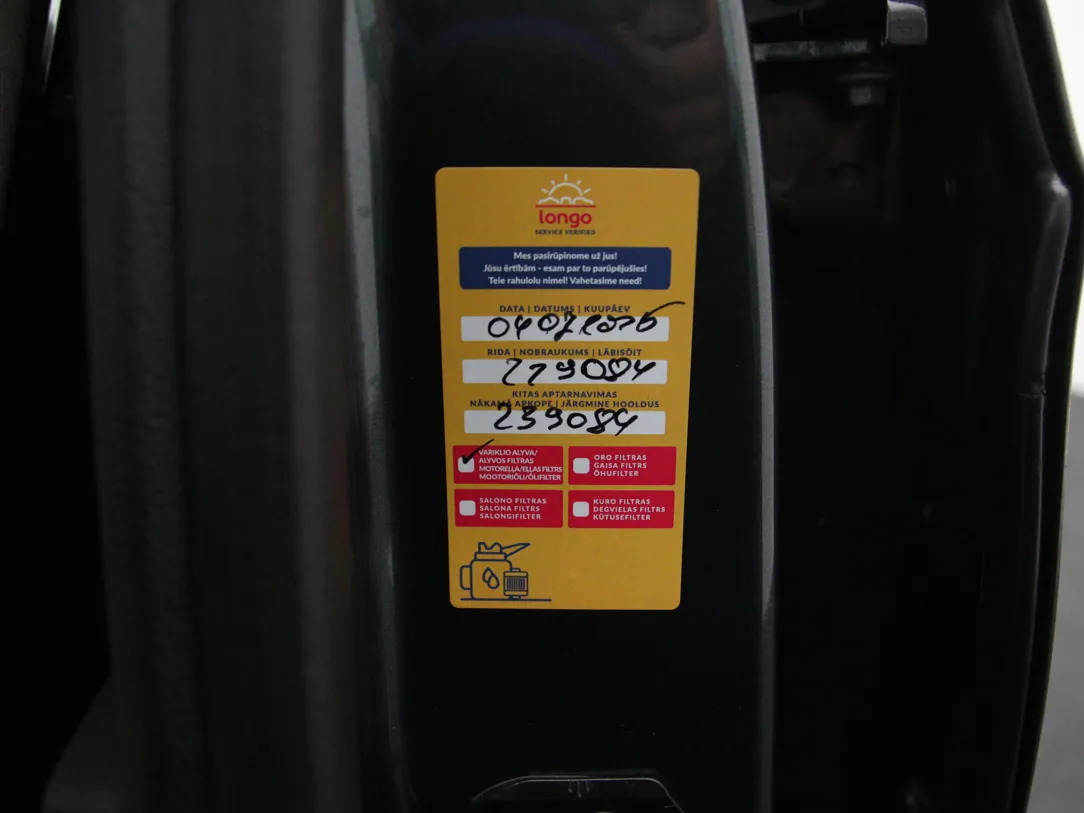 longo
SERVICE VERIFIED
Mes pasirūpinome už jus!
Jūsu ērtībām - esam par to parūpējušies!
Teie rahulolu nimel! Vahetasime need!
DATA | DATUMS | KUUPÄEV
RIDA | NOBRAUKUMS | LÄBISÕIT
KITAS APTARNAVIMAS
NĀKAMĀ APKOPE | JÄRGMINE HOOLDUS
239084
VARIKLIO ALYVA/
ALYVOS FILTRAS
MOTOREĻĻA/EĻĻAS FILTRS
MOOTORIÕLI/ÕLIFILTER
ORO FILTRAS
GAISA FILTRS
ÕHUFILTER
SALONO FILTRAS
SALONA FILTRS
SALONGIFILTER
KURO FILTRAS
DEGVIELAS FILTRS
KÜTUSEFILTER